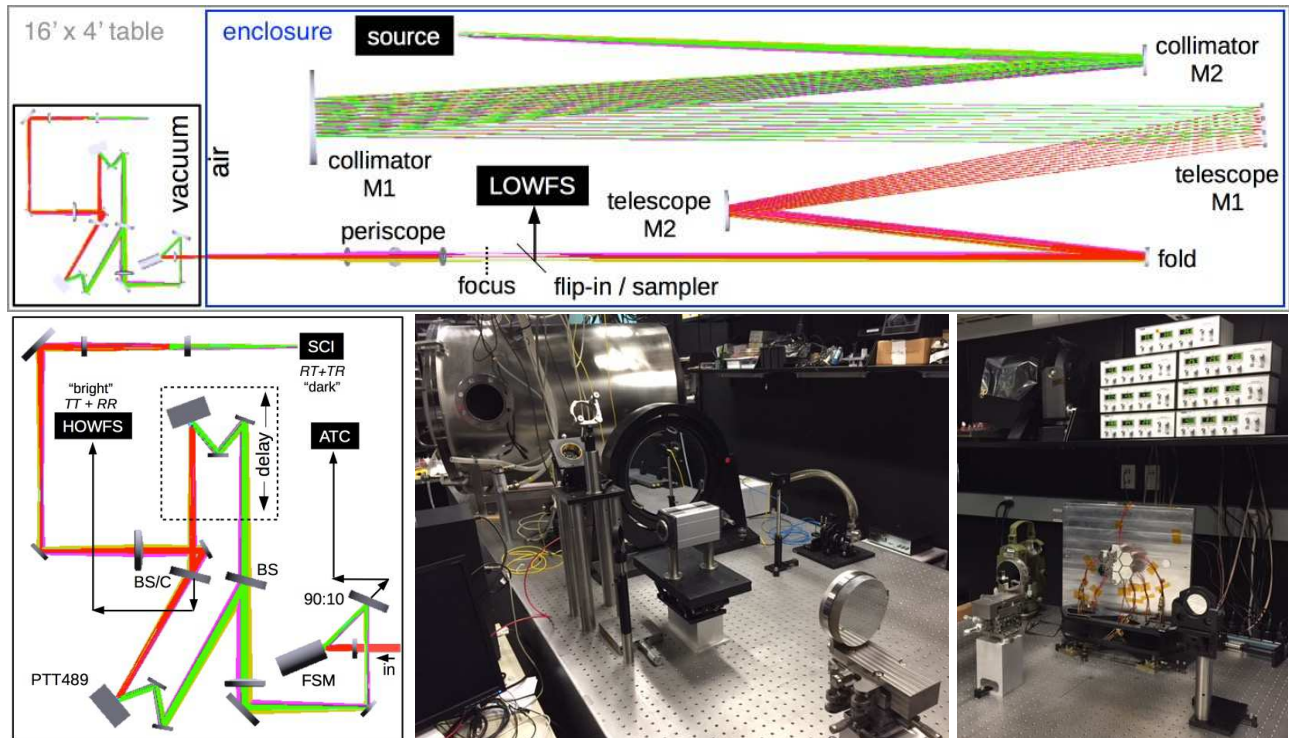 16’ x 4’ table
enclosure
source
collimator
M2
vacuum
air
collimator
M1
LOWFS
telescope
M2
telescope
M1
periscope
focus
flip-in / sampler
fold
SCI
RT+TR
“dark”
“bright”
TT + RR
HOWFS
delay
ATC
BS/C
BS
90:10
PTT489
FSM
in